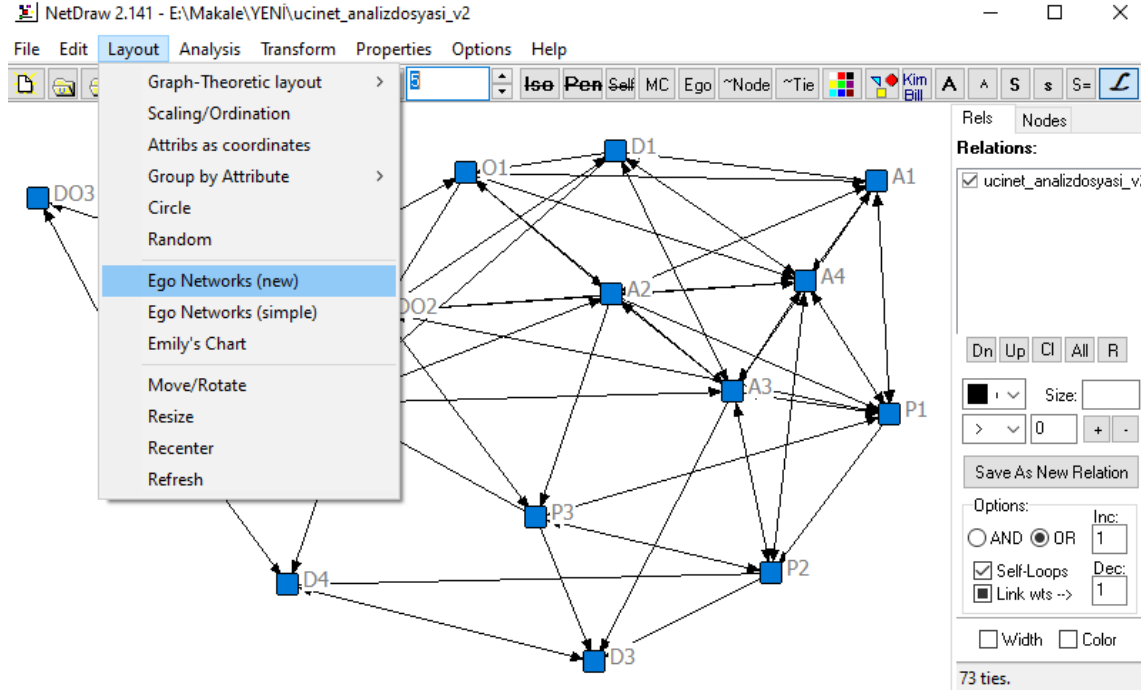 NetDraw 2.141 - E:\Makale\YENİ\ucinet_analizdosyasi_v2
File Edit Layout Analysis Transform Properties Options Help
5 Iso Pen Self MC Ego ~Node ~Tie Kim Bill A A S s S= L
Graph-Theoretic layout
Scaling/Ordination
Attribs as coordinates
Group by Attribute
Circle
Random
Ego Networks (new)
Ego Networks (simple)
Emily's Chart
Move/Rotate
Resize
Recenter
Refresh
DO3
O1
D1
A1
A2
A4
DO2
A3
P1
P3
P2
D4
D3
Rels Nodes
Relations:
ucinet_analizdosyasi_v2
Dn Up Cl All R
Size:
> 0 + -
Save As New Relation
Options:
AND OR
Inc:
1
Self-Loops
Dec:
Link wts --> 1
Width Color
73 ties.